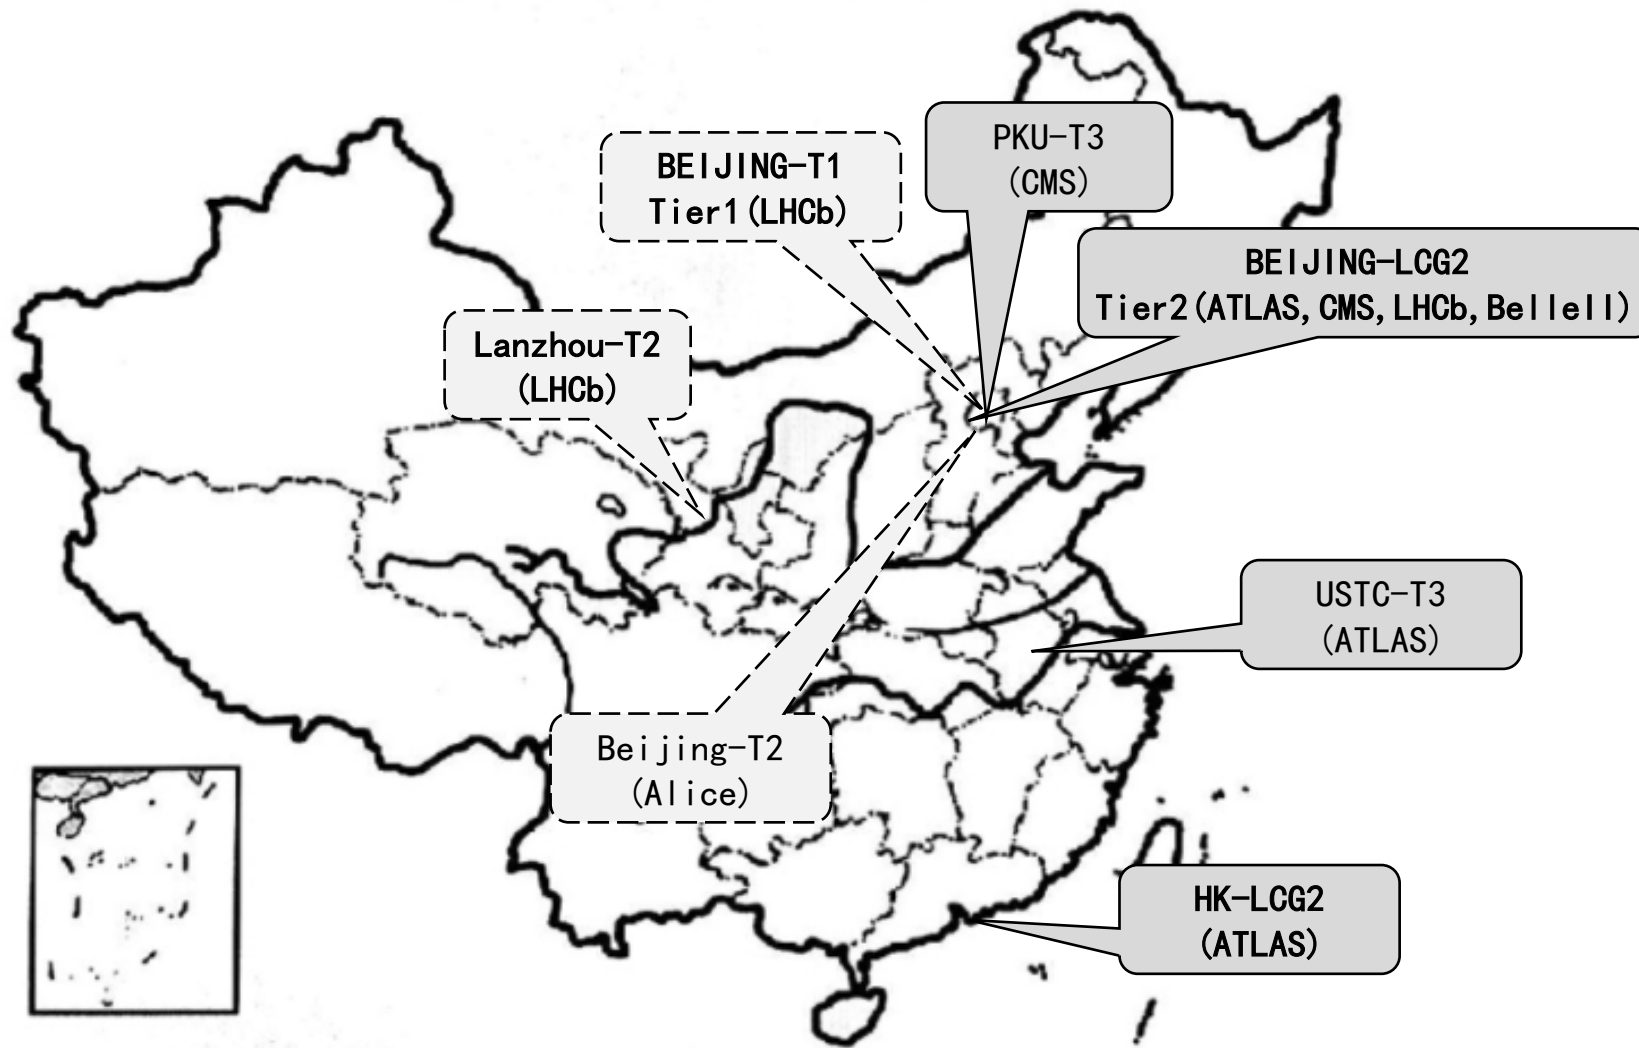 PKU-T3
(CMS)
BEIJING-T1
Tier1(LHCb)
BEIJING-LCG2
Tier2(ATLAS,CMS,LHCb,BelleII)
Lanzhou-T2
(LHCb)
USTC-T3
(ATLAS)
Beijing-T2
(Alice)
HK-LCG2
(ATLAS)